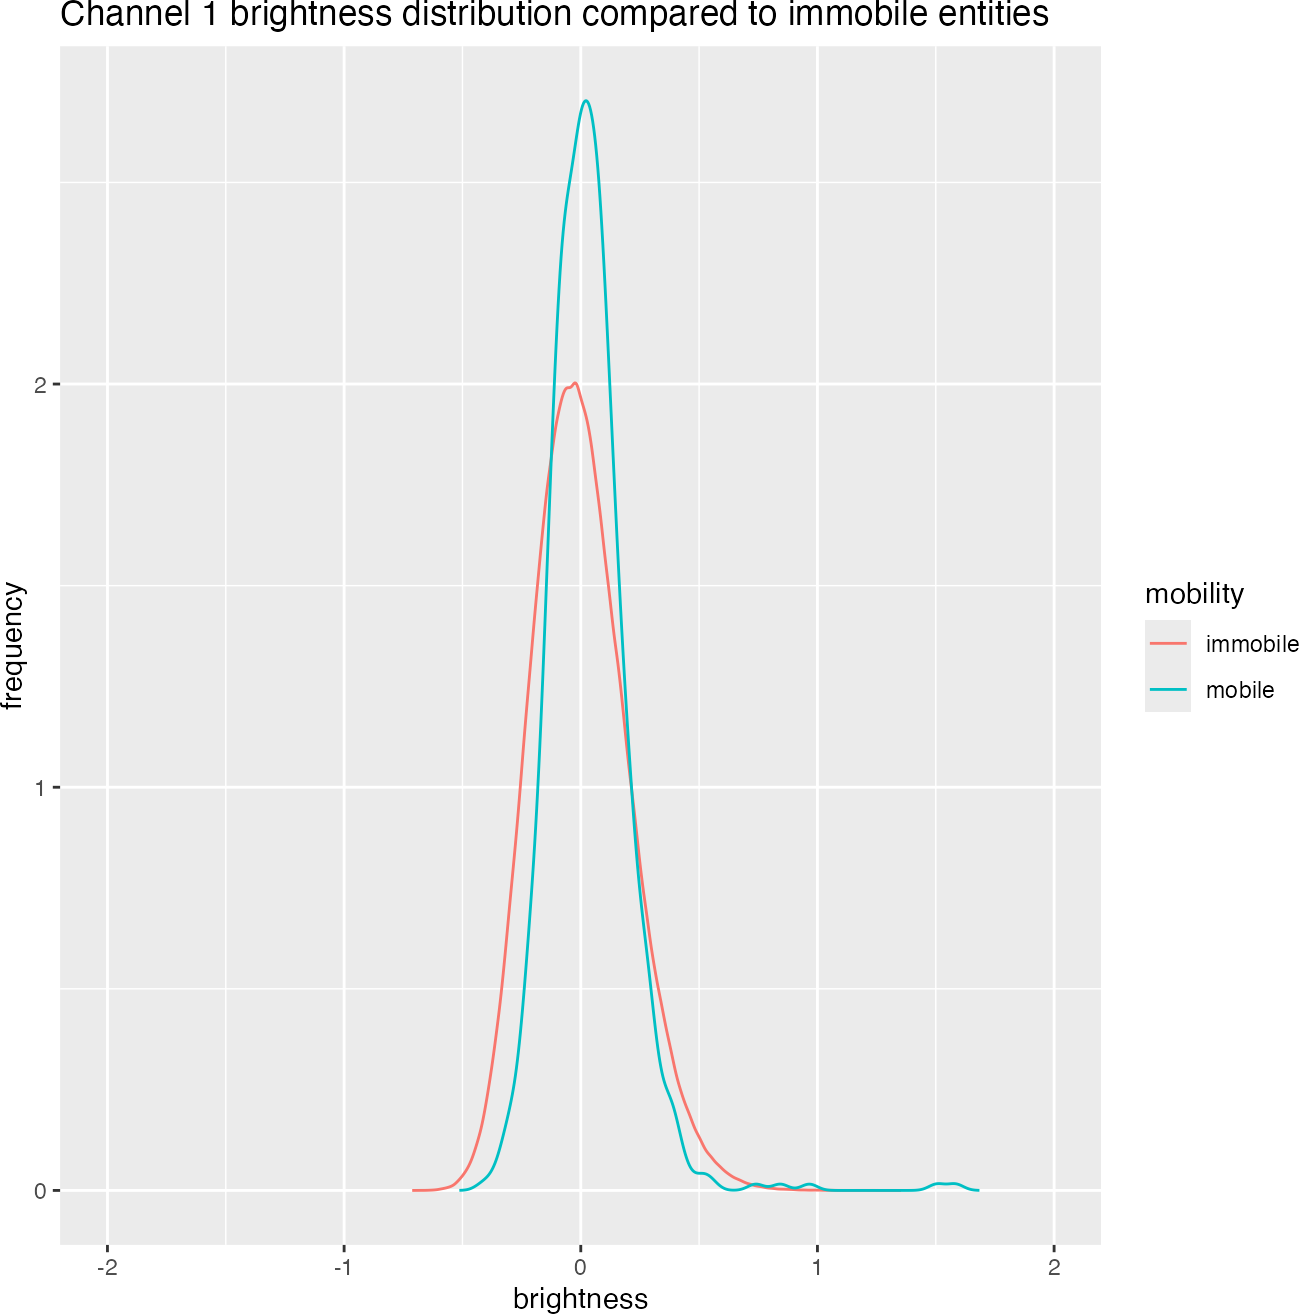 Channel 1 brightness distribution compared to immobile entities
frequency
2
1
0
-2 -1 0 1 2
brightness
mobility
immobile
mobile